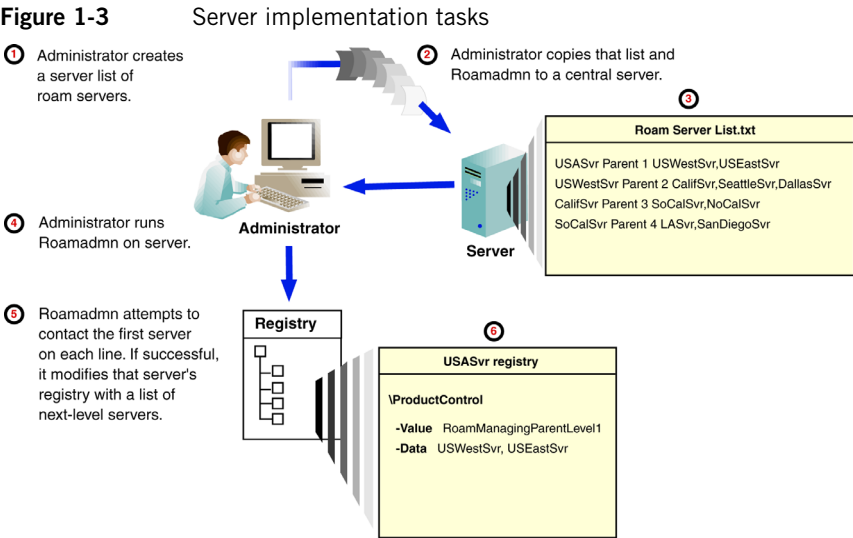 Figure 1-3 Server implementation tasks
1 Administrator creates
a server list of
roam servers.
2 Administrator copies that list and
Roamadmn to a central server.
3
Roam Server List.txt
USASvr Parent 1 USWestSvr,USEastSvr
USWestSvr Parent 2 CalifSvr,SeattleSvr,DallasSvr
CalifSvr Parent 3 SoCalSvr,NoCalSvr
SoCalSvr Parent 4 LASvr,SanDiegoSvr
Administrator
Server
4 Administrator runs
Roamadmn on server.
5 Roamadmn attempts to
contact the first server
on each line. If successful,
it modifies that server's
registry with a list of
next-level servers.
Registry
6
USASvr registry
\ProductControl
-Value RoamManagingParentLevel1
-Data USWestSvr, USEastSvr